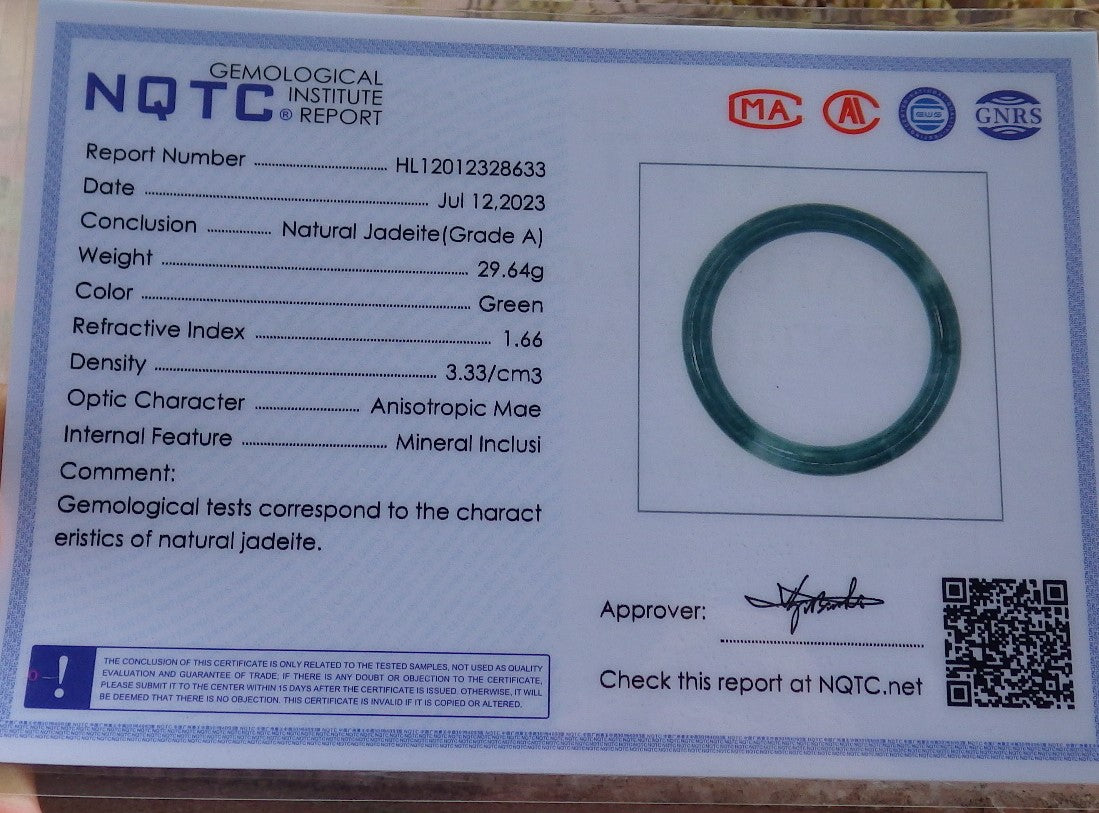 NQTC® GEMOLOGICAL
INSTITUTE
REPORT
MA
AL
GWS
GNRS
Report Number ........ HL12012328633
Date ........ Jul 12,2023
Conclusion ........ Natural Jadeite(Grade A)
Weight ........ 29.64g
Color ........ Green
Refractive Index ........ 1.66
Density ........ 3.33/cm3
Optic Character ........ Anisotropic Mae
Internal Feature ........ Mineral Inclusi
Comment:
Gemological tests correspond to the charact
eristics of natural jadeite.
Approver:
Check this report at NQTC.net
!
THE CONCLUSION OF THIS CERTIFICATE IS ONLY RELATED TO THE TESTED SAMPLES, NOT USED AS QUALITY
EVALUATION AND GUARANTEE OF TRADE; IF THERE IS ANY DOUBT OR OBJECTION TO THE CERTIFICATE,
PLEASE SUBMIT IT TO THE CENTER WITHIN 15 DAYS AFTER THE CERTIFICATE IS ISSUED. OTHERWISE, IT WILL
BE DEEMED THAT THERE IS NO OBJECTION. THIS CERTIFICATE IS INVALID IF IT IS COPIED OR ALTERED.